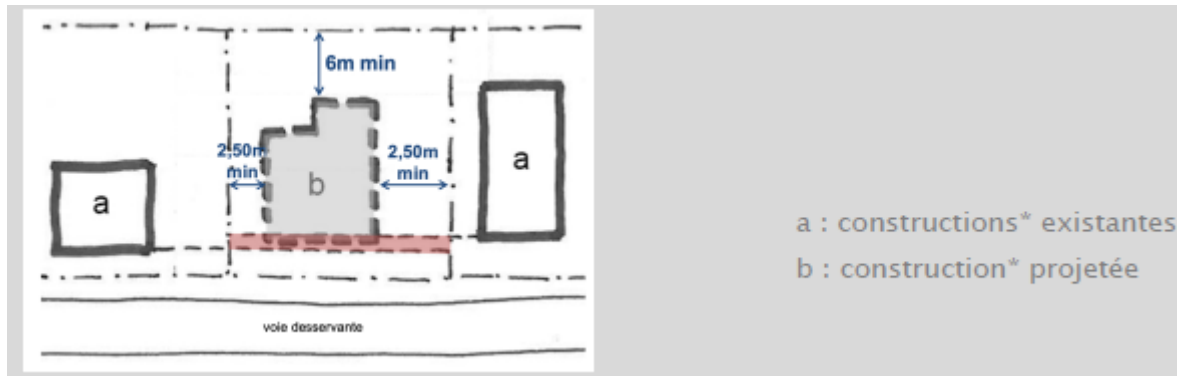 6m min
2,50m
min
2,50m
min
a
b
a
voie desservante
a : constructions* existantes
b : construction* projetée